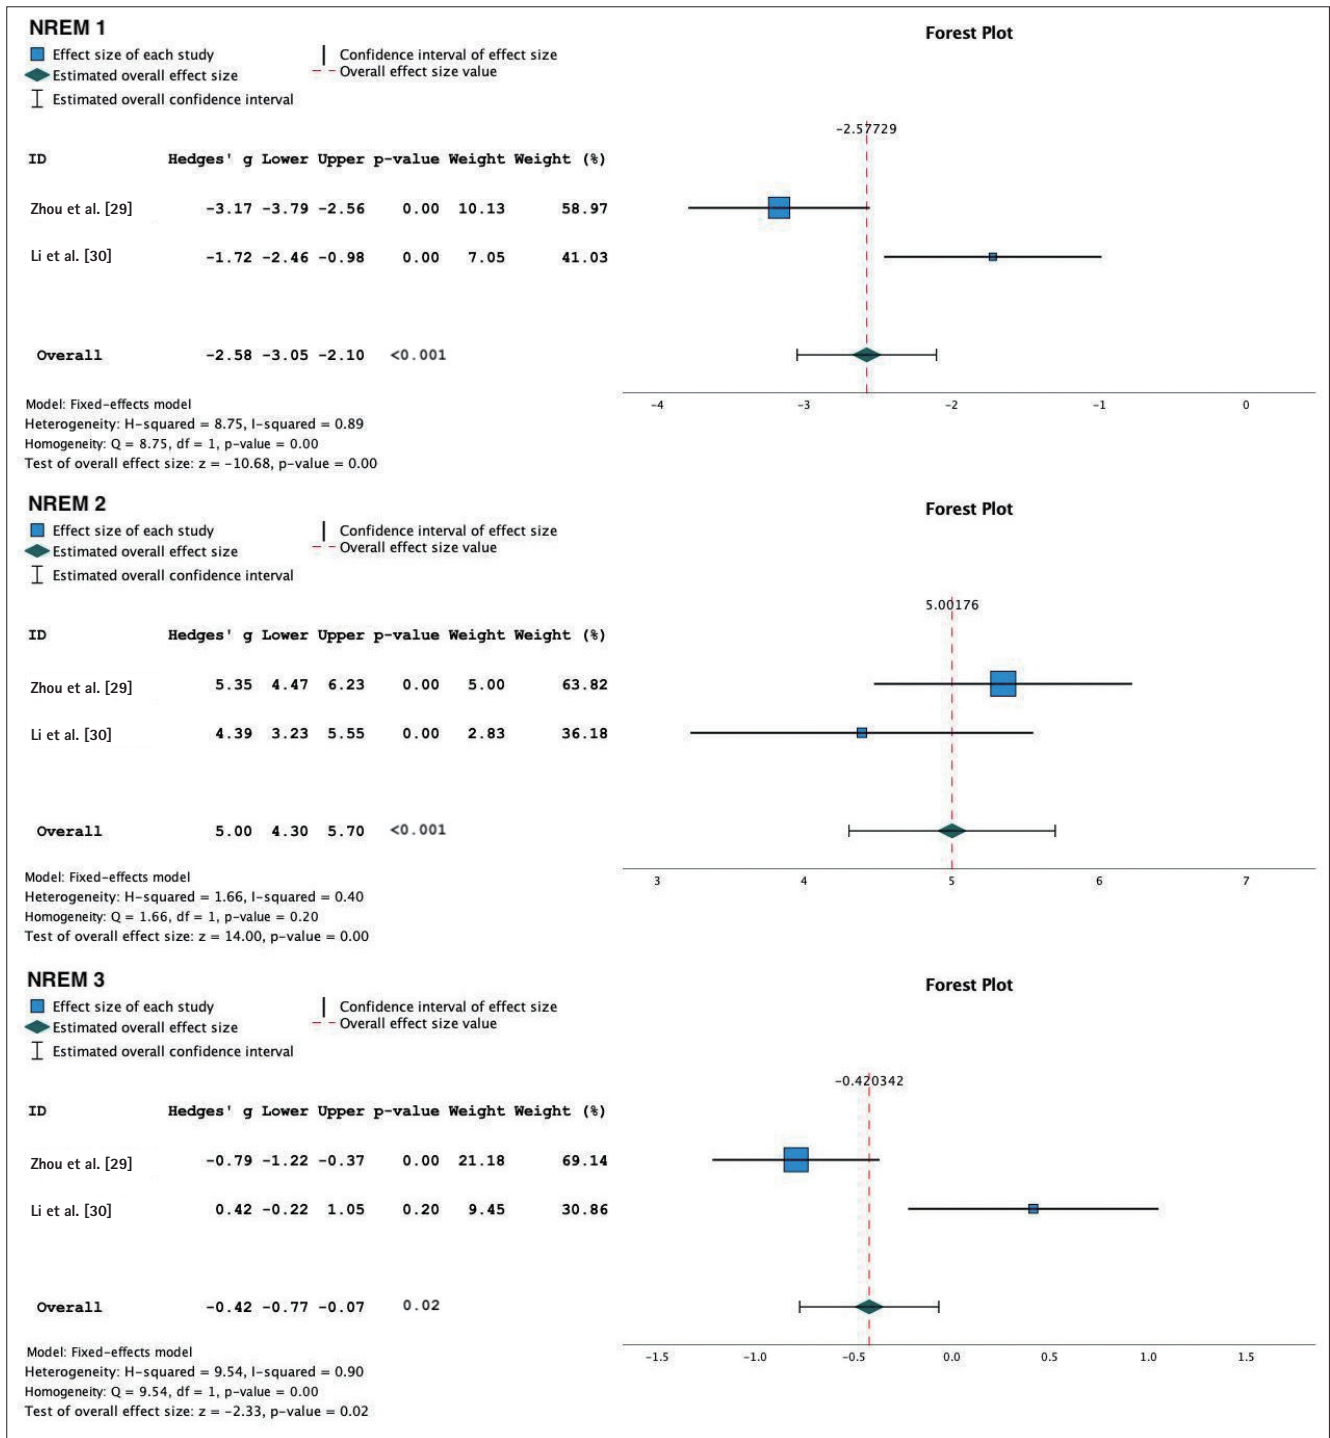 NREM 1
Forest Plot
Effect size of each study
Confidence interval of effect size
Estimated overall effect size
Overall effect size value
Estimated overall confidence interval
-2.57729
ID Hedges' g Lower Upper p-value Weight Weight (%)
Zhou et al. [29] -3.17 -3.79 -2.56 0.00 10.13 58.97
Li et al. [30] -1.72 -2.46 -0.98 0.00 7.05 41.03
Overall -2.58 -3.05 -2.10 <0.001
-4 -3 -2 -1 0
Model: Fixed-effects model
Heterogeneity: H-squared = 8.75, I-squared = 0.89
Homogeneity: Q = 8.75, df = 1, p-value = 0.00
Test of overall effect size: z = -10.68, p-value = 0.00
NREM 2
Forest Plot
Effect size of each study
Confidence interval of effect size
Estimated overall effect size
Overall effect size value
Estimated overall confidence interval
5.00176
ID Hedges' g Lower Upper p-value Weight Weight (%)
Zhou et al. [29] 5.35 4.47 6.23 0.00 5.00 63.82
Li et al. [30] 4.39 3.23 5.55 0.00 2.83 36.18
Overall 5.00 4.30 5.70 <0.001
3 4 5 6 7
Model: Fixed-effects model
Heterogeneity: H-squared = 1.66, I-squared = 0.40
Homogeneity: Q = 1.66, df = 1, p-value = 0.20
Test of overall effect size: z = 14.00, p-value = 0.00
NREM 3
Forest Plot
Effect size of each study
Confidence interval of effect size
Estimated overall effect size
Overall effect size value
Estimated overall confidence interval
-0.420342
ID Hedges' g Lower Upper p-value Weight Weight (%)
Zhou et al. [29] -0.79 -1.22 -0.37 0.00 21.18 69.14
Li et al. [30] 0.42 -0.22 1.05 0.20 9.45 30.86
Overall -0.42 -0.77 -0.07 0.02
-1.5 -1.0 -0.5 0.0 0.5 1.0 1.5
Model: Fixed-effects model
Heterogeneity: H-squared = 9.54, I-squared = 0.90
Homogeneity: Q = 9.54, df = 1, p-value = 0.00
Test of overall effect size: z = -2.33, p-value = 0.02